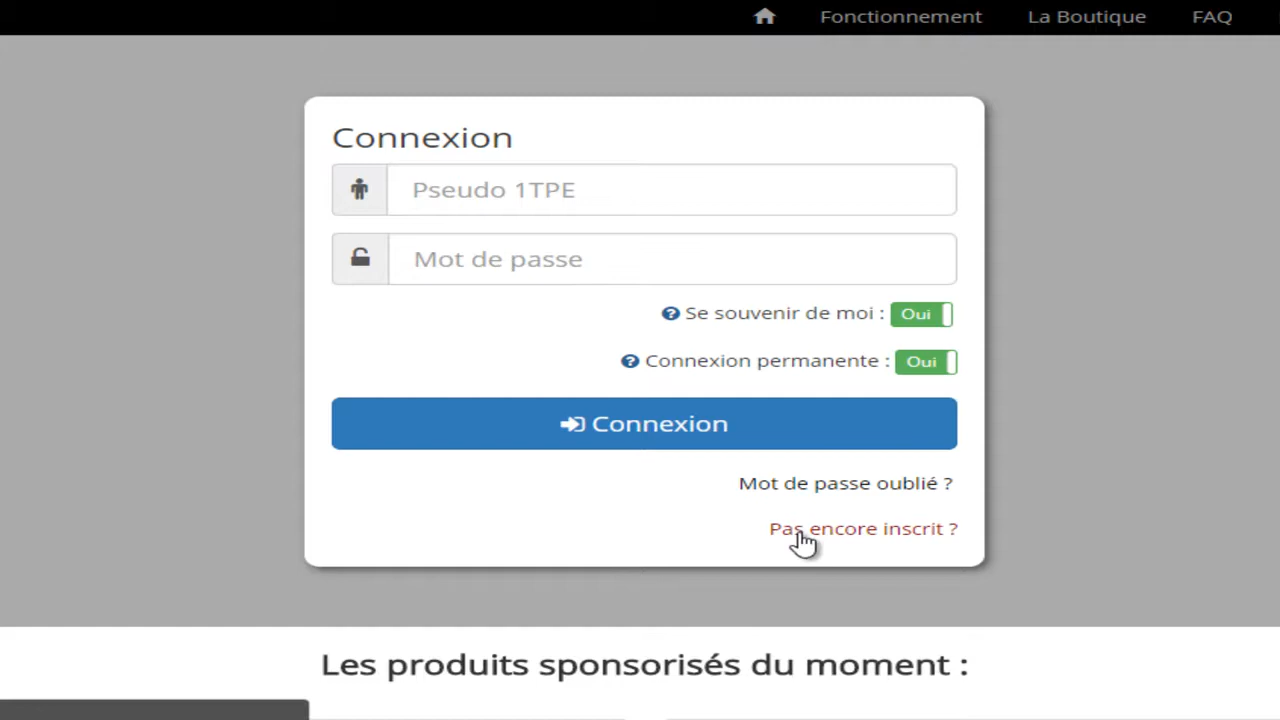 Fonctionnement La Boutique FAQ
Connexion
Pseudo 1TPE
Mot de passe
Se souvenir de moi : Oui
Connexion permanente : Oui
Connexion
Mot de passe oublié ?
Pas encore inscrit ?
Les produits sponsorisés du moment :